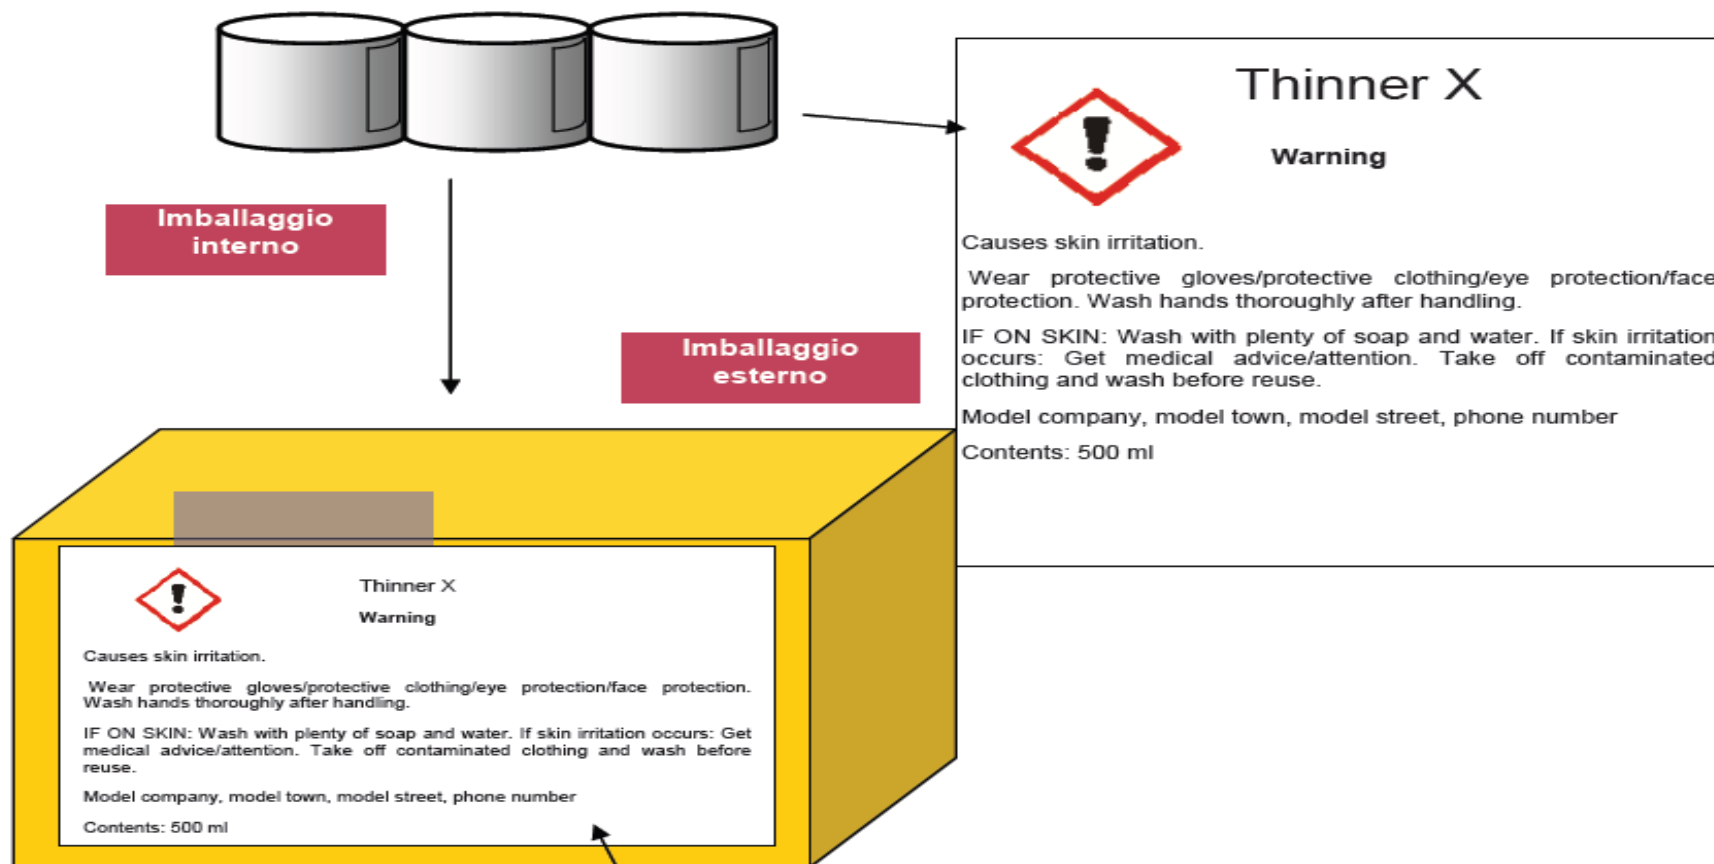 Thinner X
Warning
Causes skin irritation.
Wear protective gloves/protective clothing/eye protection/face
protection. Wash hands thoroughly after handling.
IF ON SKIN: Wash with plenty of soap and water. If skin irritation
occurs: Get medical advice/attention. Take off contaminated
clothing and wash before reuse.
Model company, model town, model street, phone number
Contents: 500 ml
Imballaggio
interno
Imballaggio
esterno
Thinner X
Warning
Causes skin irritation.
Wear protective gloves/protective clothing/eye protection/face protection.
Wash hands thoroughly after handling.
IF ON SKIN: Wash with plenty of soap and water. If skin irritation occurs: Get
medical advice/attention. Take off contaminated clothing and wash before
reuse.
Model company, model town, model street, phone number
Contents: 500 ml